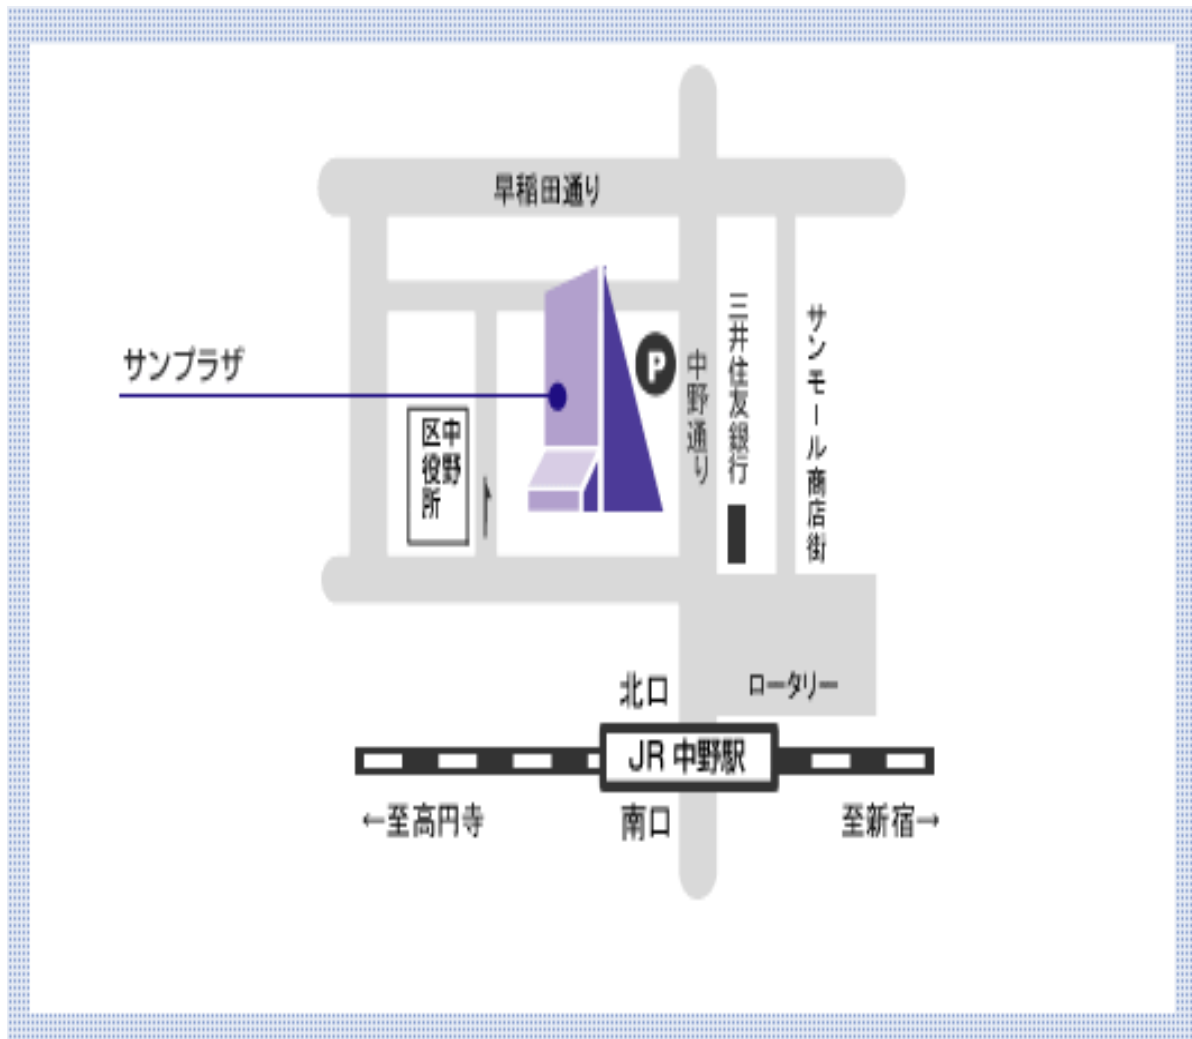 早稲田通り
サンプラザ
中野
区役所
P
中野通り
三井住友銀行
サンモール商店街
北口
ロータリー
JR 中野駅
←至高円寺
南口
至新宿→